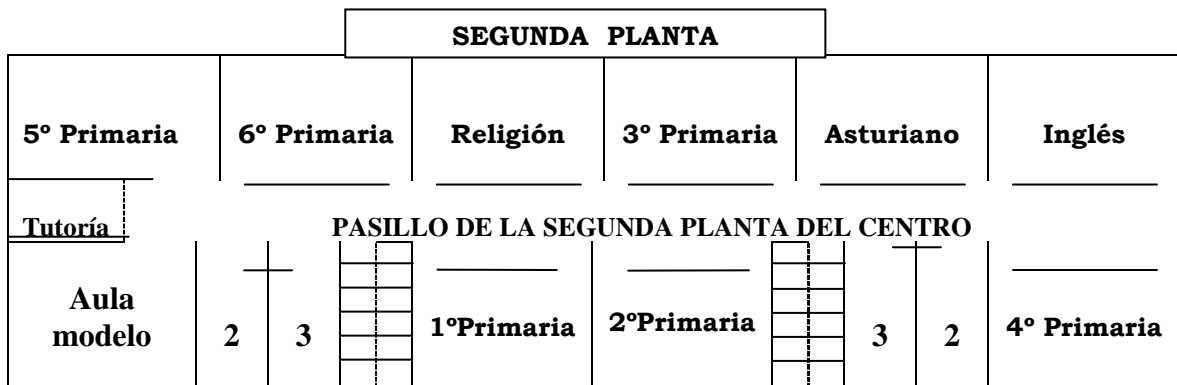 SEGUNDA PLANTA
5º Primaria 6º Primaria Religión 3º Primaria Asturiano Inglés
Tutoría PASILLO DE LA SEGUNDA PLANTA DEL CENTRO
Aula
modelo 2 3 1ºPrimaria 2ºPrimaria 3 2 4º Primaria